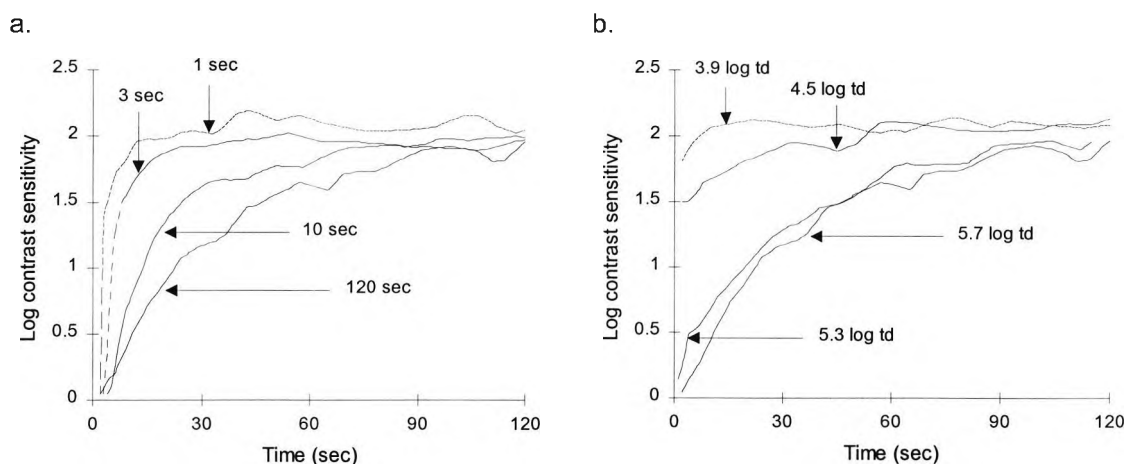 a.
2.5
2
1.5
1
0.5
0
Log contrast sensitivity
1 sec
3 sec
10 sec
120 sec
0 30 60 90 120
Time (sec)
b.
2.5
2
1.5
1
0.5
0
Log contrast sensitivity
3.9 log td
4.5 log td
5.7 log td
5.3 log td
0 30 60 90 120
Time (sec)